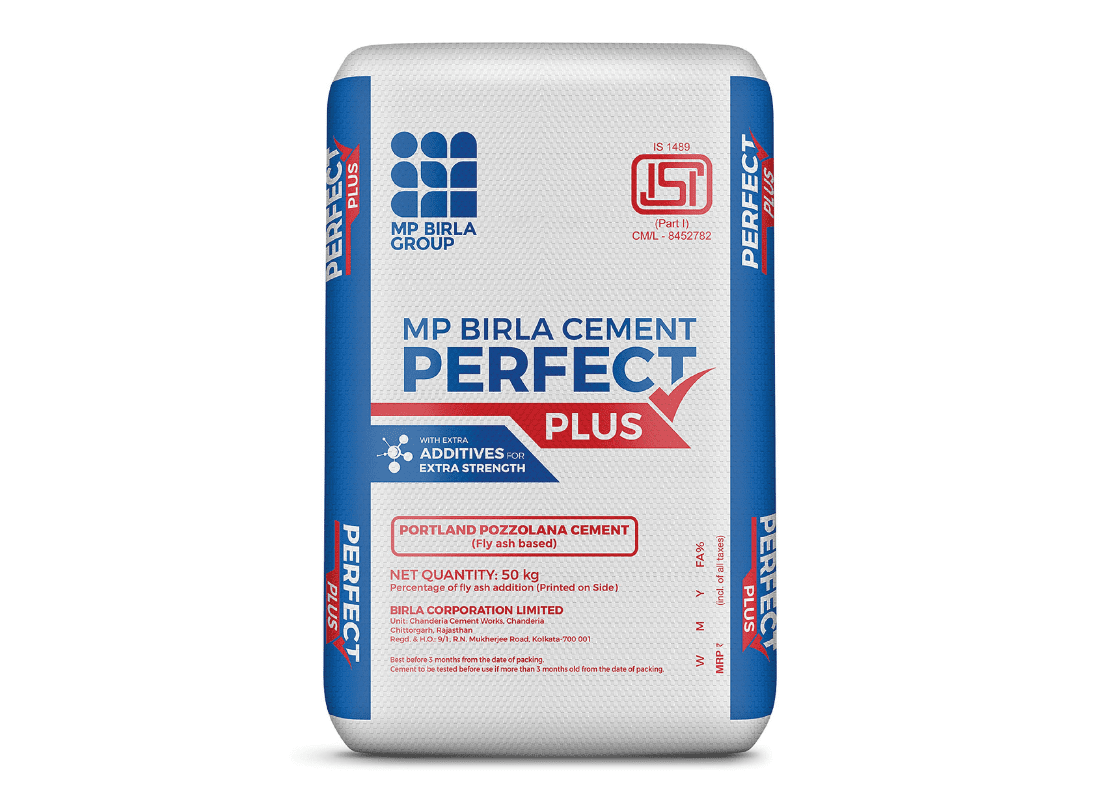 MP BIRLA
GROUP
IS 1489
ISI
(Part I)
CM/L - 8452782
MP BIRLA CEMENT
PERFECT
PLUS
WITH EXTRA
ADDITIVES FOR
EXTRA STRENGTH
PORTLAND POZZOLANA CEMENT
(Fly ash based)
NET QUANTITY: 50 kg
Percentage of fly ash addition (Printed on Side)
BIRLA CORPORATION LIMITED
Unit: Chanderia Cement Works, Chanderia
Chittorgarh, Rajasthan
Regd. & H.O.: 9/1, R.N. Mukherjee Road, Kolkata-700 001
Best before 3 months from the date of packing.
Cement to be tested before use if more than 3 months old from the date of packing.
W M Y FA%
MRP ₹ (incl. of all taxes)
PERFECT
PLUS
PERFECT
PLUS
PERFECT
PLUS
PERFECT
PLUS